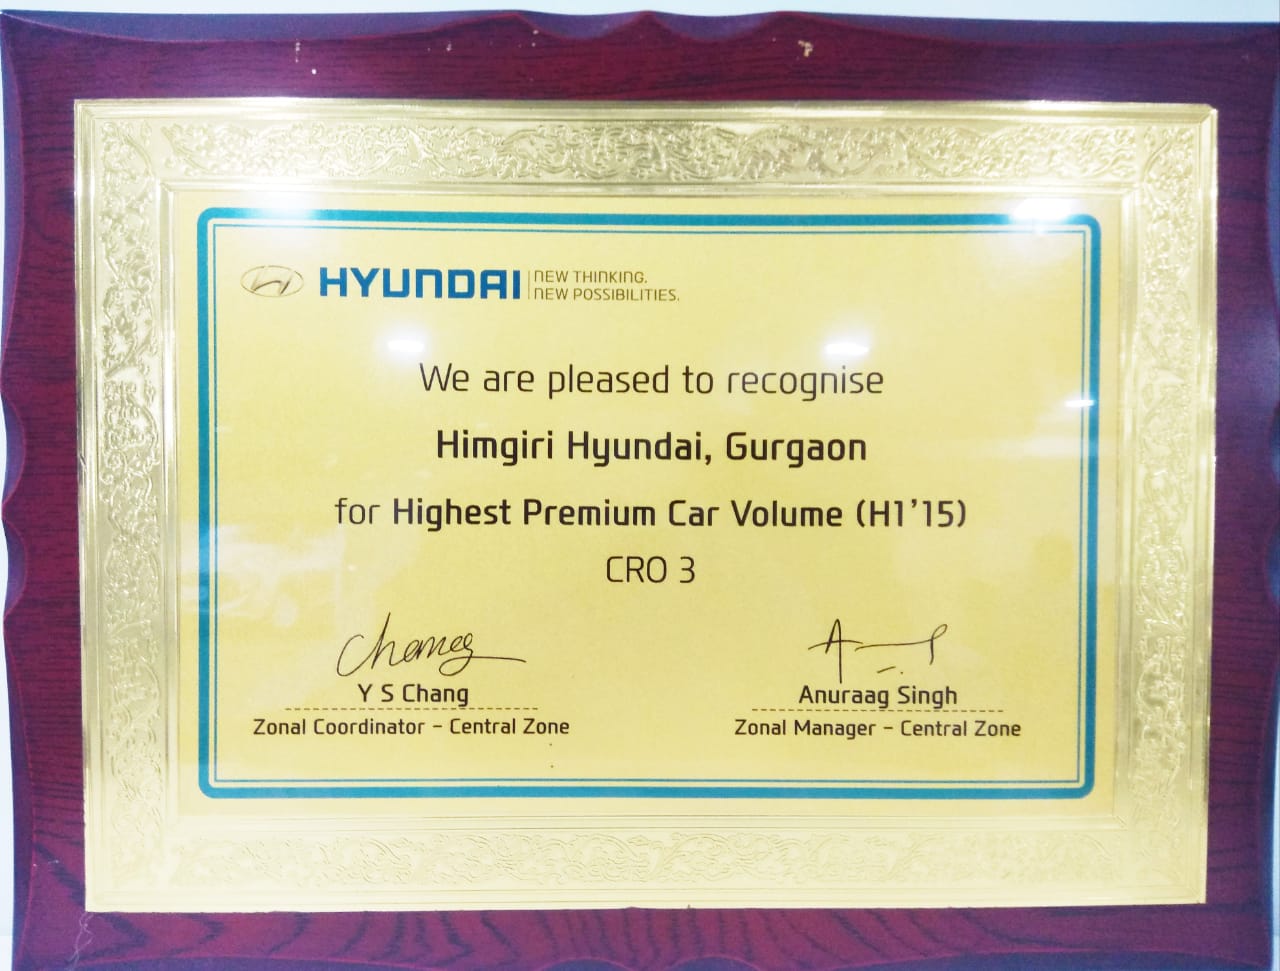 HYUNDAI
NEW THINKING.
NEW POSSIBILITIES.
We are pleased to recognise
Himgiri Hyundai, Gurgaon
for Highest Premium Car Volume (H1'15)
CRO 3
Chang
Y S Chang
Zonal Coordinator – Central Zone
Anuraag Singh
Zonal Manager – Central Zone